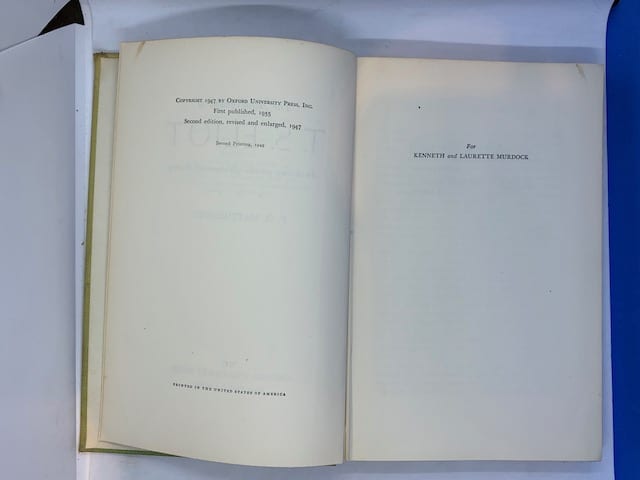 COPYRIGHT 1947 BY OXFORD UNIVERSITY PRESS, INC.
First published, 1935
Second edition, revised and enlarged, 1947
Second Printing,
PRINTED IN THE UNITED STATES OF AMERICA
For
KENNETH and LAURETTE MURDOCK